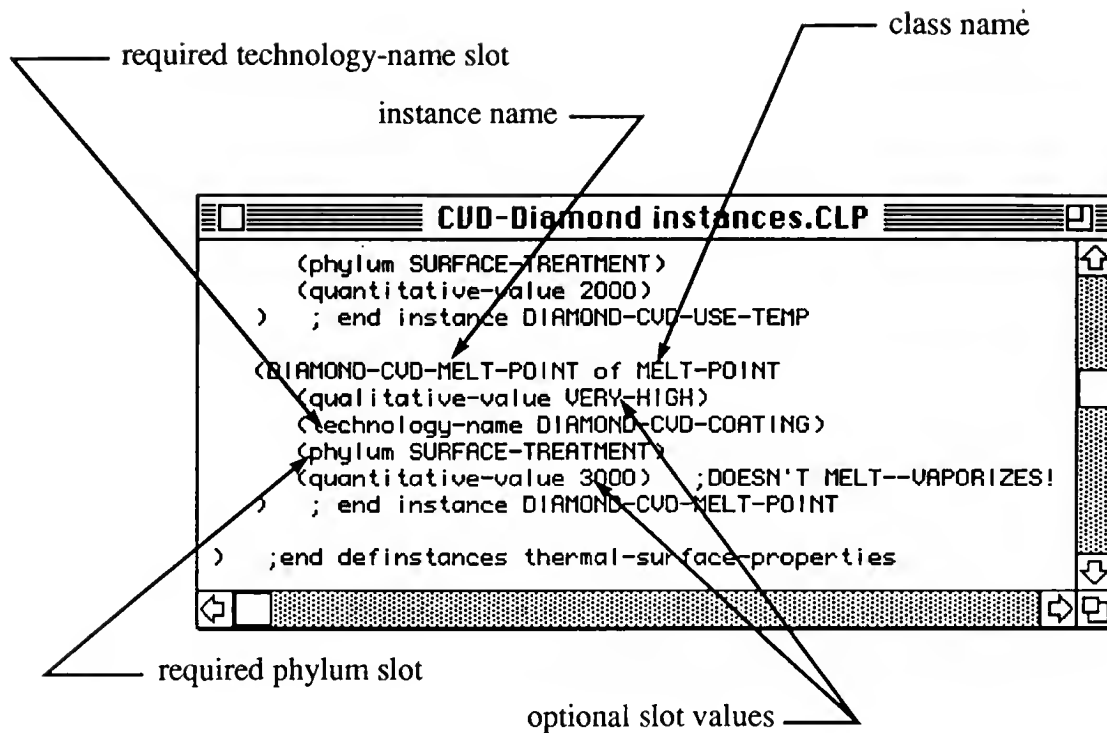 class name
required technology-name slot
instance name
CVD-Diamond instances.CLP
(phylum SURFACE-TREATMENT)
(quantitative-value 2000)
) ; end instance DIAMOND-CVD-USE-TEMP
(DIAMOND-CVD-MELT-POINT of MELT-POINT
(qualitative-value VERY-HIGH)
(technology-name DIAMOND-CVD-COATING)
(phylum SURFACE-TREATMENT)
(quantitative-value 3000) ;DOESN'T MELT--VAPORIZES!
) ; end instance DIAMOND-CVD-MELT-POINT
) ;end definstances thermal-surface-properties
required phylum slot
optional slot values